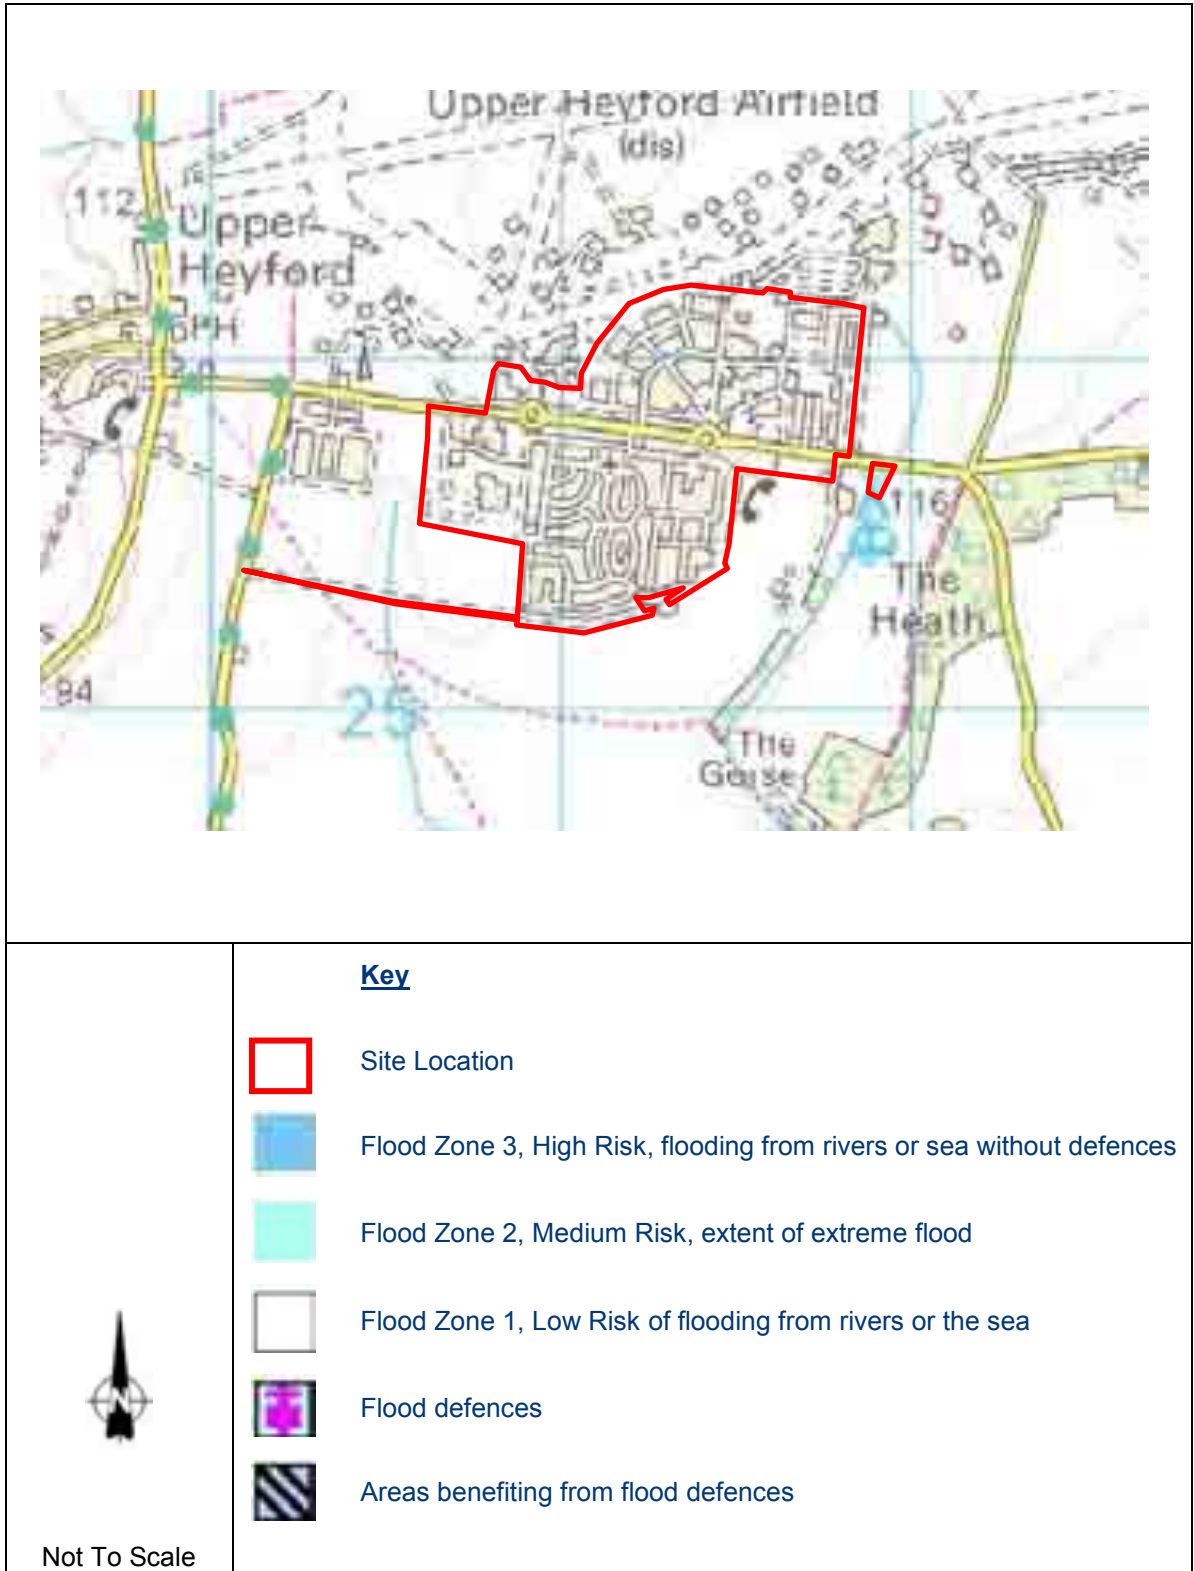 Upper Heyford Airfield
(dis)
112
Upper
Heyford
PH
A
116
The
Heath
84
25
The
Gorse
Key
Site Location
Flood Zone 3, High Risk, flooding from rivers or sea without defences
Flood Zone 2, Medium Risk, extent of extreme flood
Flood Zone 1, Low Risk of flooding from rivers or the sea
Flood defences
Areas benefiting from flood defences
N
Not To Scale